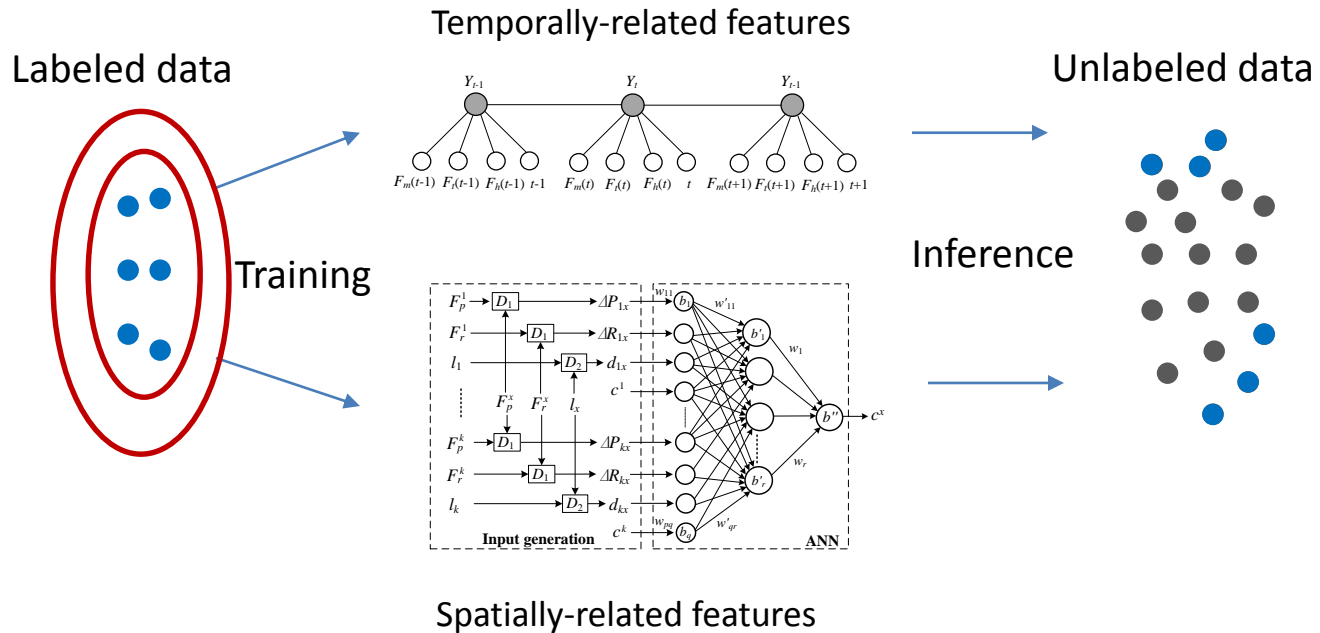 Temporally-related features
Labeled data
Unlabeled data
Y_{t-1} Y_t Y_{t-1}
F_m(t-1) F_t(t-1) F_h(t-1) t-1 F_m(t) F_t(t) F_h(t) t F_m(t+1) F_t(t+1) F_h(t+1) t+1
Training
Inference
F_p^1 D_1 ΔP_{1x} w_{11} b_1 w'_{11}
F_r^1 D_1 ΔR_{1x} b'_1 w_1
l_1 D_2 d_{1x}
F_p^x F_r^x l_x c^1
b'' c^x
F_p^k D_1 ΔP_{kx}
F_r^k D_1 ΔR_{kx} b'_r w_r
l_k D_2 d_{kx}
c^k w_{pq} b_q w'_{qr}
Input generation ANN
Spatially-related features